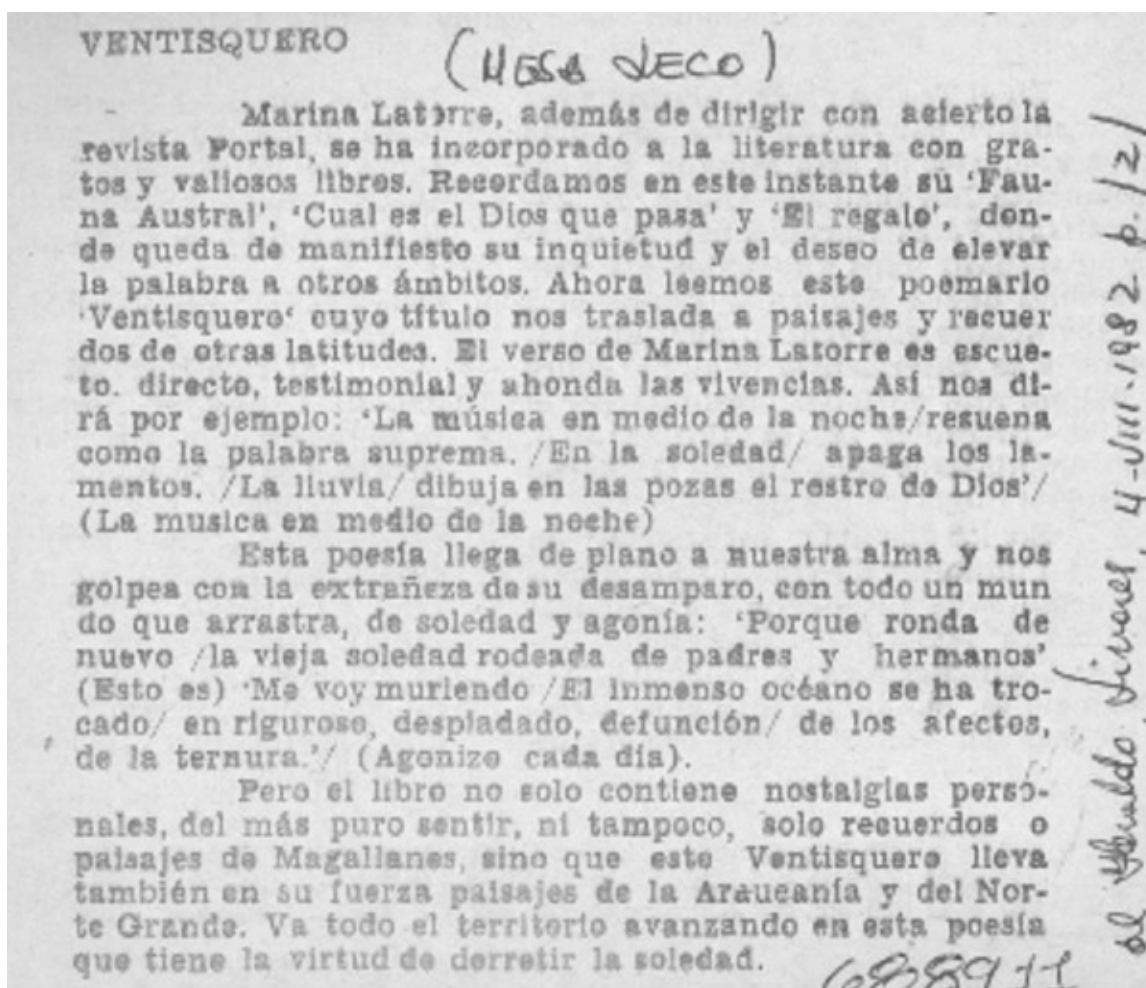 VENTISQUERO
(MESA SECO)
Marina Latorre, además de dirigir con acierto la
revista Portal, se ha incorporado a la literatura con gra-
tos y valiosos libres. Recordamos en este instante su 'Fau-
na Austral', 'Cual es el Dios que pasa' y 'El regalo', don-
de queda de manifiesto su inquietud y el deseo de elevar
la palabra a otros ámbitos. Ahora leemos este poemario
'Ventisquero' cuyo título nos traslada a paisajes y recuer
dos de otras latitudes. El verso de Marina Latorre es escue-
to. directo, testimonial y ahonda las vivencias. Así nos di-
rá por ejemplo: 'La música en medio de la noche/resuena
como la palabra suprema. /En la soledad/ apaga los la-
mentos. /La lluvia/ dibuja en las pozas el rostro de Dios'/
(La musica en medio de la noche)
Esta poesía llega de plano a nuestra alma y nos
golpea con la extrañeza de su desamparo, con todo un mun
do que arrastra, de soledad y agonía: 'Porque ronda de
nuevo /la vieja soledad rodeada de padres y hermanos'
(Esto es) 'Me voy muriendo /El inmenso océano se ha tro-
cado/ en riguroso, despiadado, defunción/ de los afectos,
de la ternura.'/ (Agonizo cada día).
Pero el libro no solo contiene nostalgias perso-
nales, del más puro sentir, ni tampoco, solo recuerdos o
paisajes de Magallanes, sino que este Ventisquero lleva
también en su fuerza paisajes de la Araucanía y del Nor-
te Grande. Va todo el territorio avanzando en esta poesía
que tiene la virtud de derretir la soledad.
el Heraldo Linares, 4-VIII-1982 p. 121